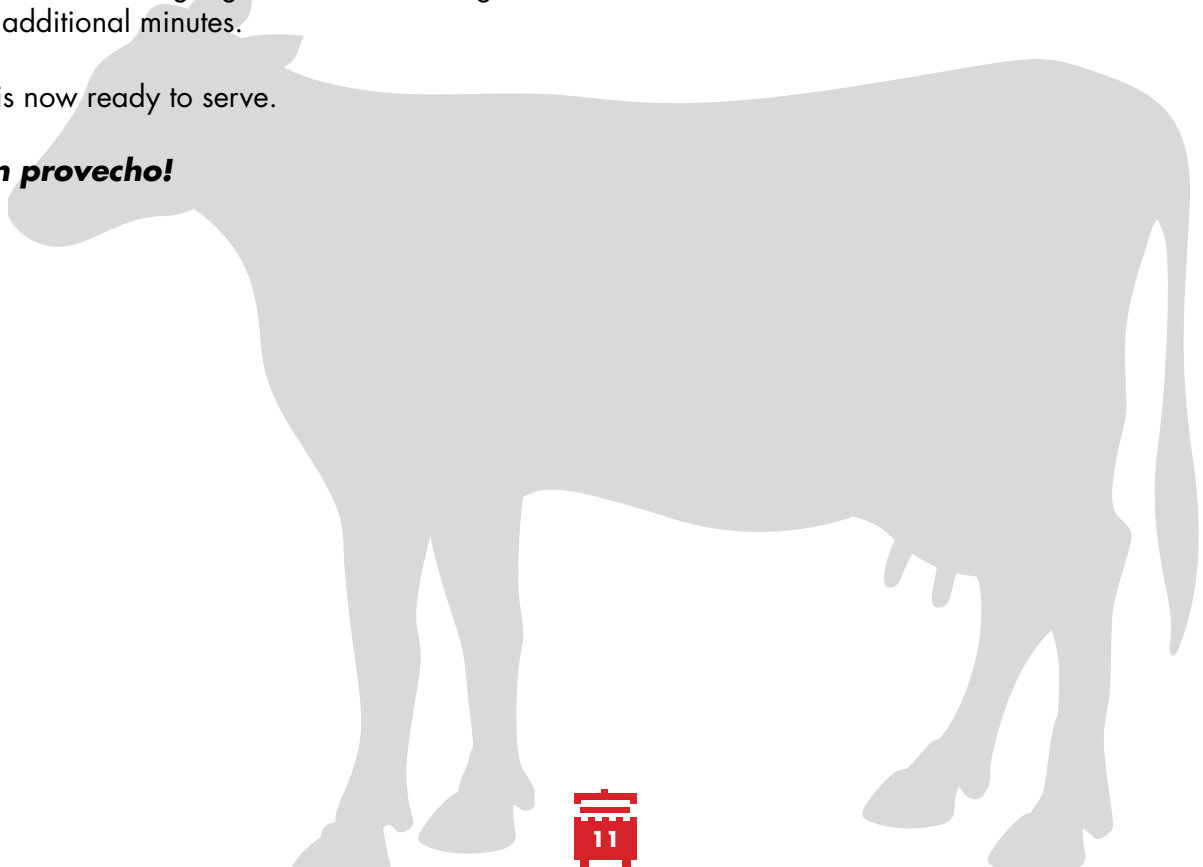 additional minutes.
is now ready to serve.
provecho!
11